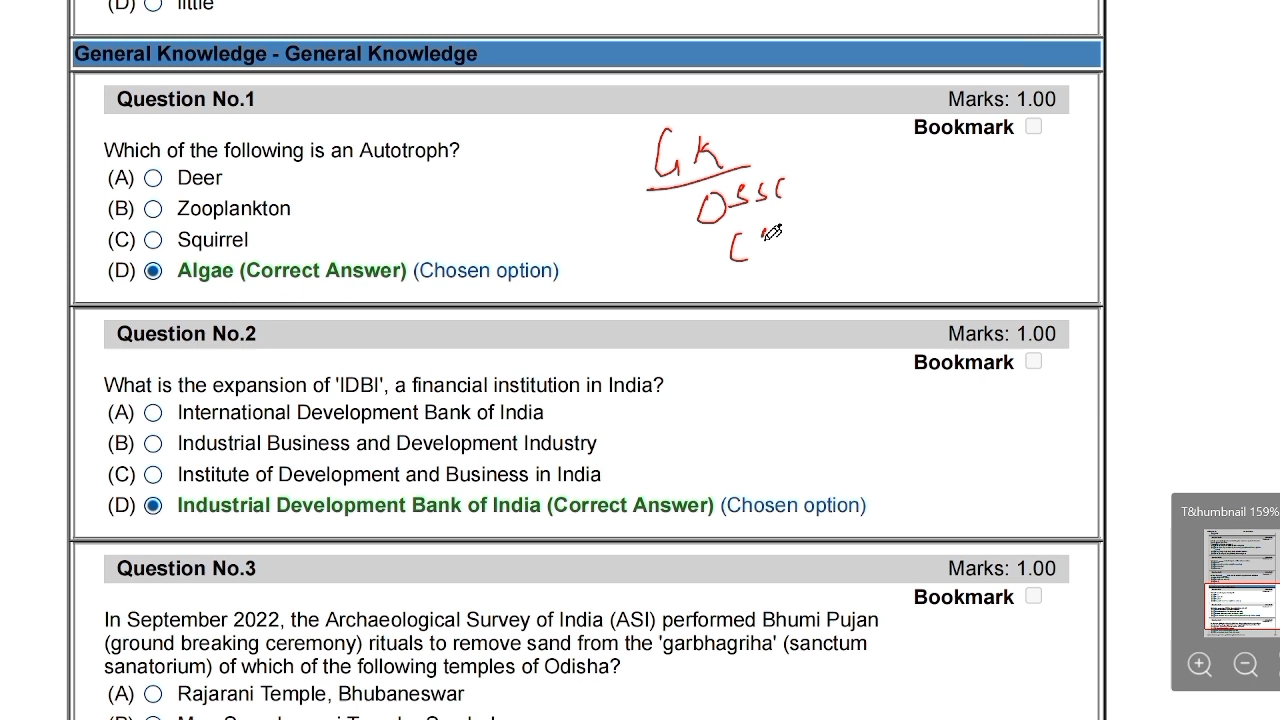 (D) little
General Knowledge - General Knowledge
Question No.1 Marks: 1.00
Bookmark
Which of the following is an Autotroph?
(A) Deer
(B) Zooplankton
(C) Squirrel
(D) Algae (Correct Answer) (Chosen option)
GK
OSSC
Question No.2 Marks: 1.00
Bookmark
What is the expansion of 'IDBI', a financial institution in India?
(A) International Development Bank of India
(B) Industrial Business and Development Industry
(C) Institute of Development and Business in India
(D) Industrial Development Bank of India (Correct Answer) (Chosen option)
Question No.3 Marks: 1.00
Bookmark
In September 2022, the Archaeological Survey of India (ASI) performed Bhumi Pujan
(ground breaking ceremony) rituals to remove sand from the 'garbhagriha' (sanctum
sanatorium) of which of the following temples of Odisha?
(A) Rajarani Temple, Bhubaneswar
T&humbnail 159%